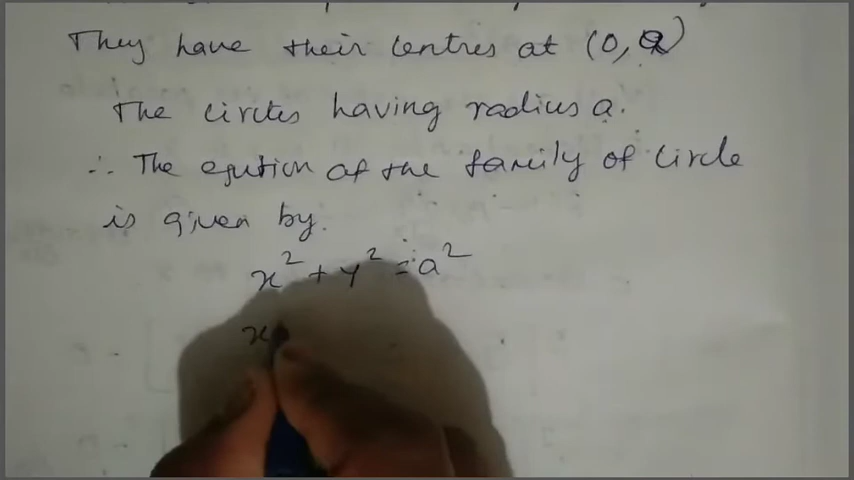 They have their centres at (0, a)
The circles having radius a.
∴ The eqution of the family of circle
is given by.
x² + y² = a²
x